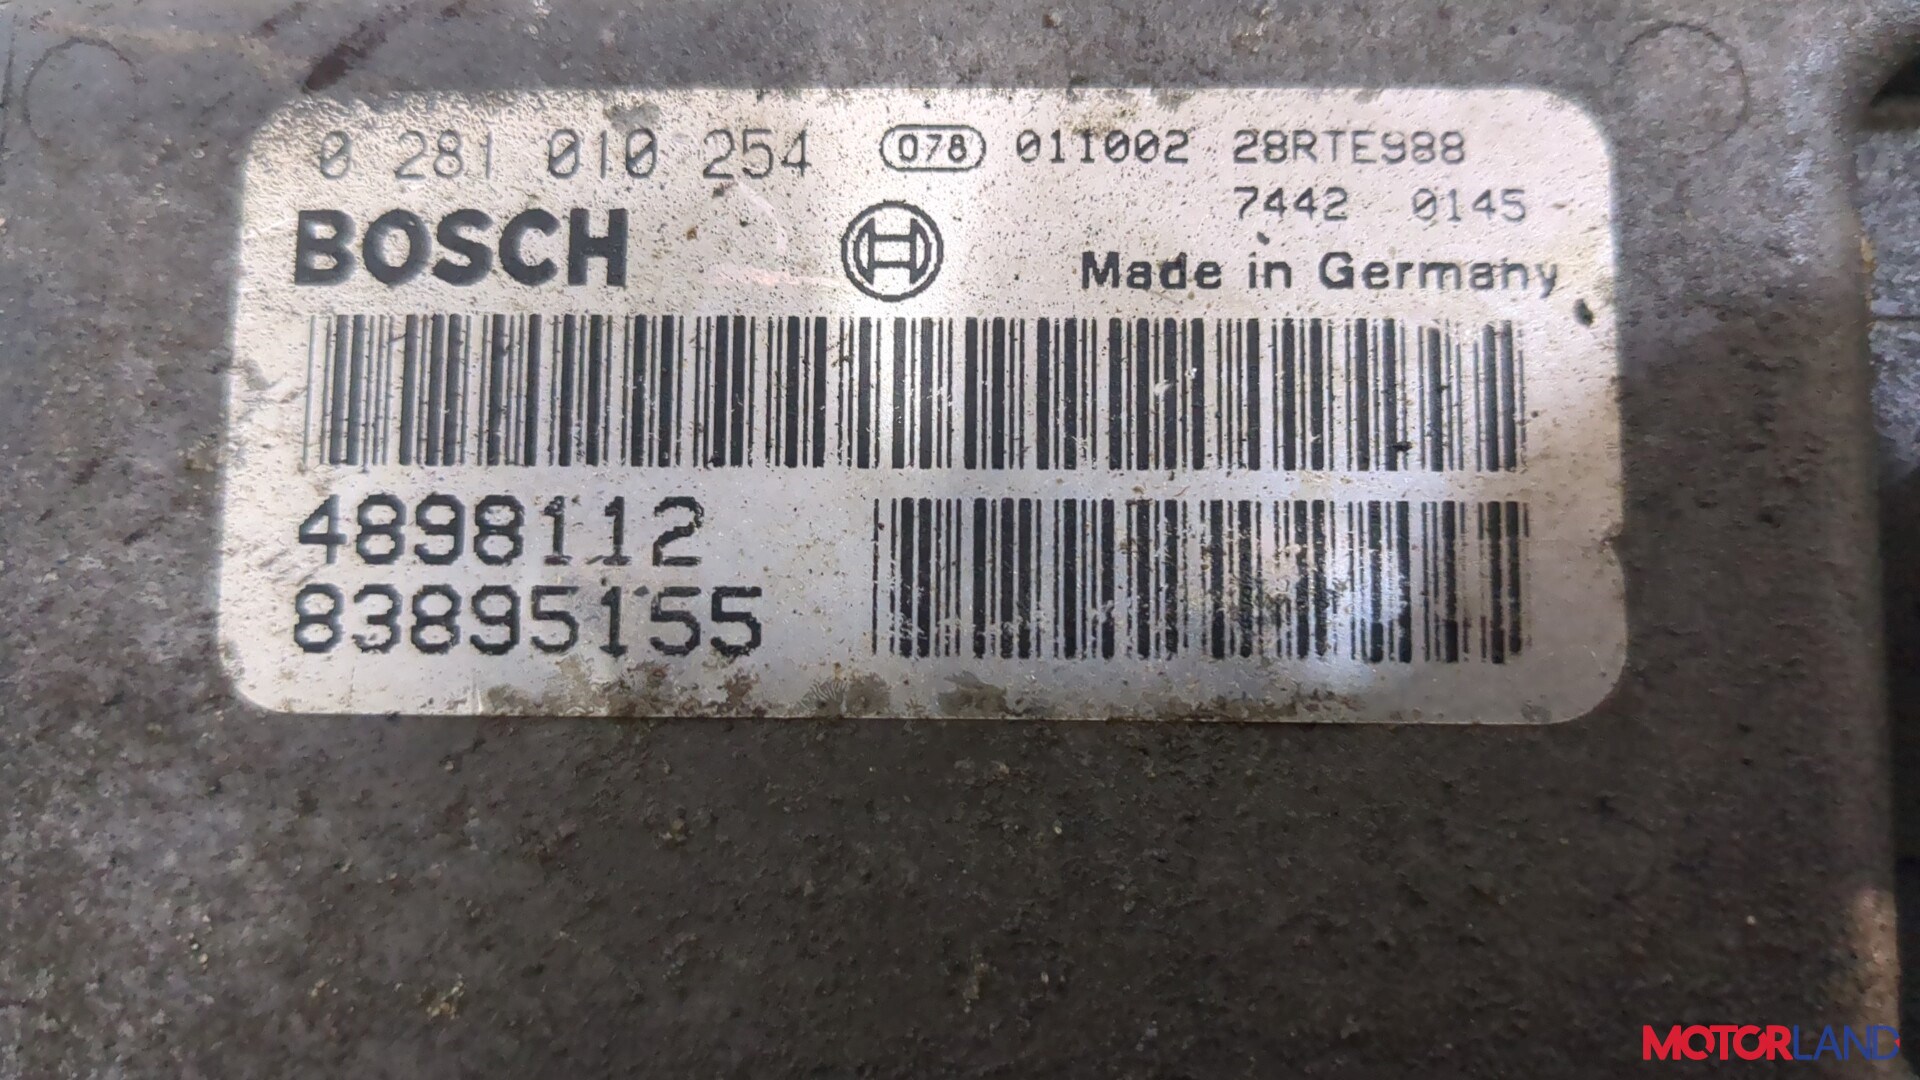 0 281 010 254 078 011002 28RTE988
7442 0145
BOSCH Made in Germany
4898112
83895155
MOTORLAND